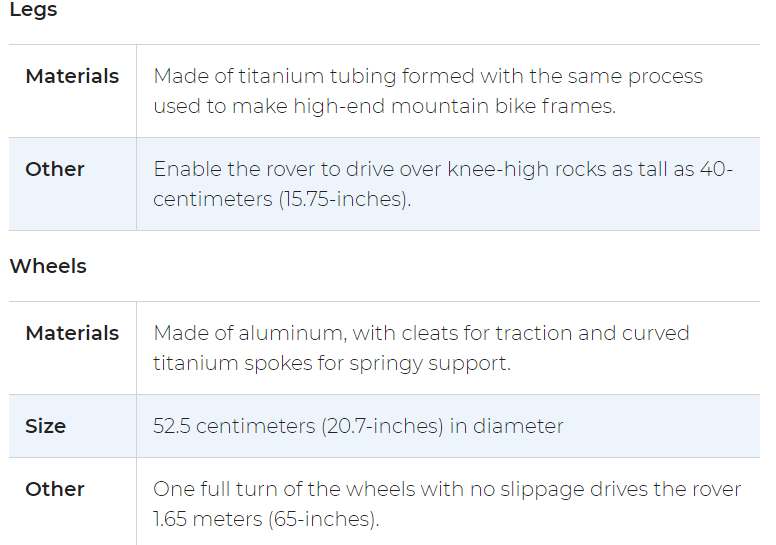 Legs
Materials
Made of titanium tubing formed with the same process
used to make high-end mountain bike frames.
Other
Enable the rover to drive over knee-high rocks as tall as 40-
centimeters (15.75-inches).
Wheels
Materials
Made of aluminum, with cleats for traction and curved
titanium spokes for springy support.
Size
52.5 centimeters (20.7-inches) in diameter
Other
One full turn of the wheels with no slippage drives the rover
1.65 meters (65-inches).